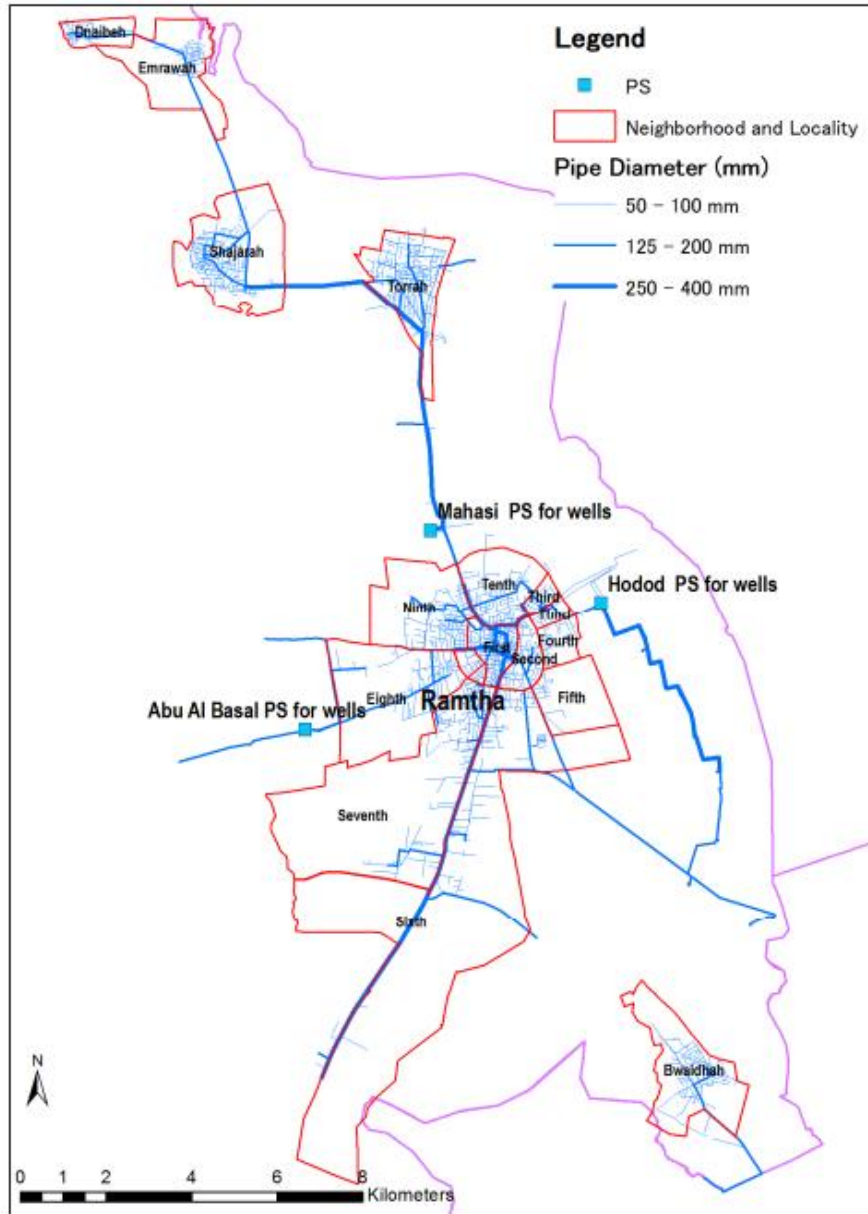 Legend
PS
Neighborhood and Locality
Pipe Diameter (mm)
50 - 100 mm
125 - 200 mm
250 - 400 mm
Dnaibeh
Emrawah
Shajarah
Torrah
Mahasi PS for wells
Hodod PS for wells
Tenth
Third
Third
Ninth
First
Second
Fourth
Eighth
Ramtha
Fifth
Abu Al Basal PS for wells
Seventh
Sixth
Bwaidhah
N
0 1 2 4 6 8
Kilometers